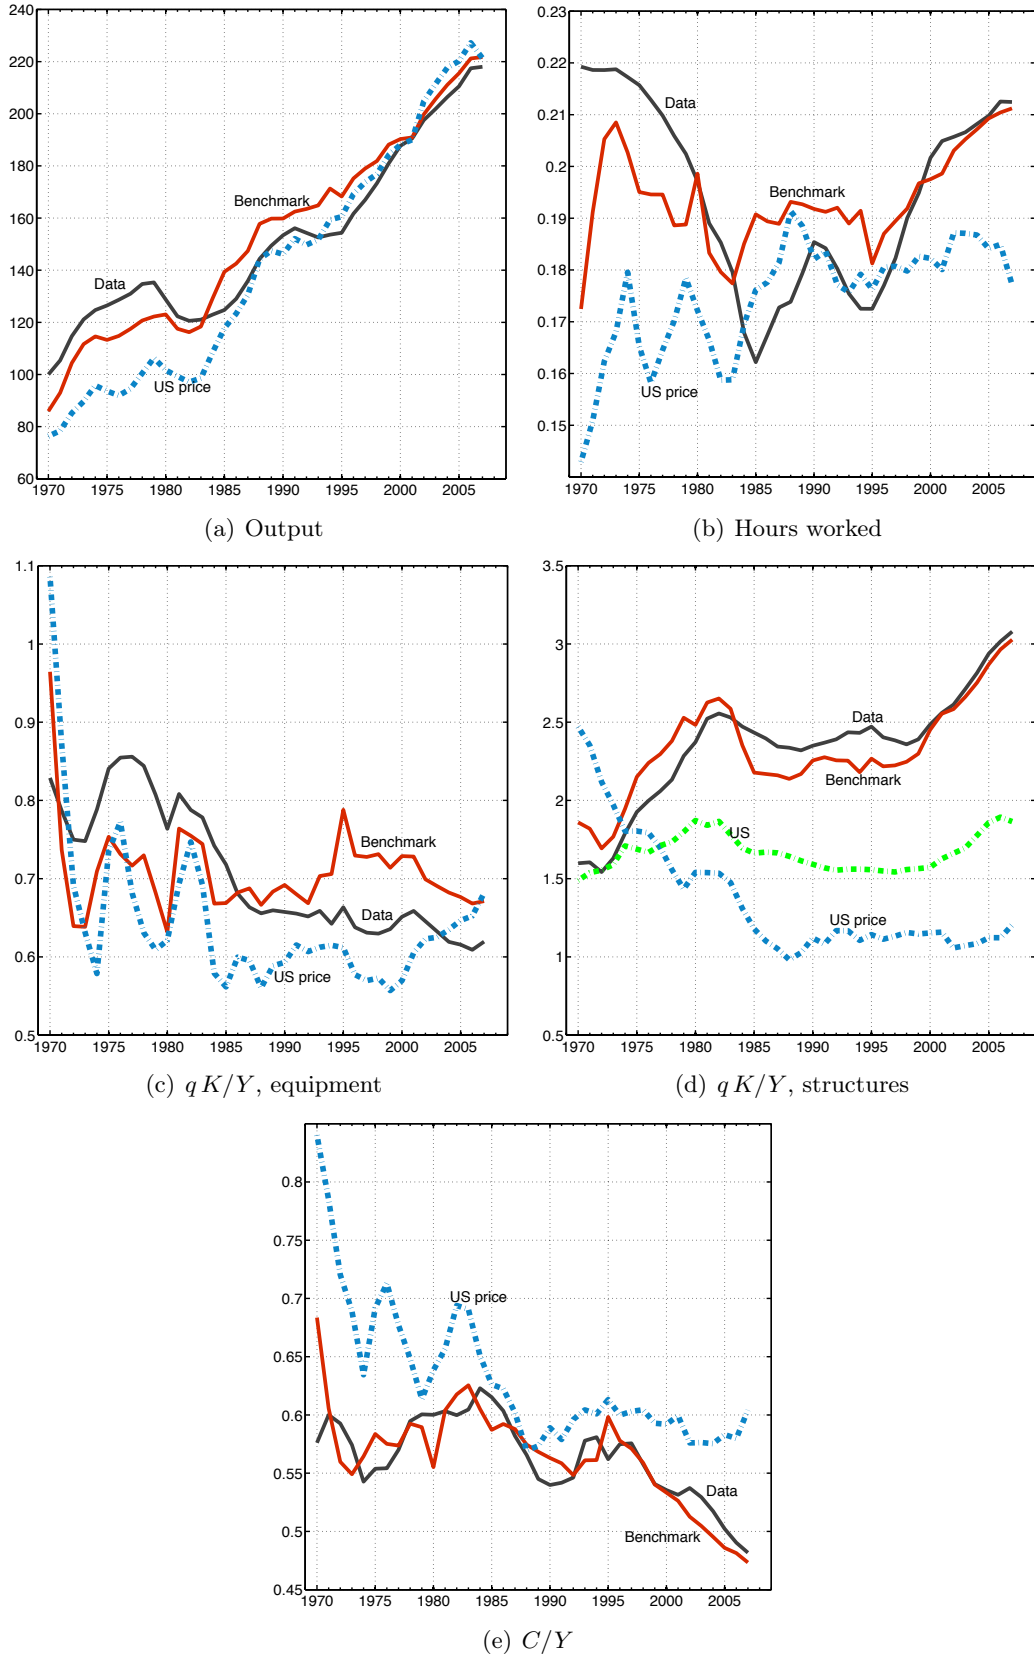 240
220
200
180
160
140
120
100
80
60
Data
Benchmark
US price
1970 1975 1980 1985 1990 1995 2000 2005
(a) Output
0.23
0.22
0.21
0.2
0.19
0.18
0.17
0.16
0.15
Data
Benchmark
US price
1970 1975 1980 1985 1990 1995 2000 2005
(b) Hours worked
1.1
1
0.9
0.8
0.7
0.6
0.5
Benchmark
Data
US price
1970 1975 1980 1985 1990 1995 2000 2005
(c) q K/Y, equipment
3.5
3
2.5
2
1.5
1
0.5
Data
Benchmark
US
US price
1970 1975 1980 1985 1990 1995 2000 2005
(d) q K/Y, structures
0.8
0.75
0.7
0.65
0.6
0.55
0.5
0.45
US price
Data
Benchmark
1970 1975 1980 1985 1990 1995 2000 2005
(e) C/Y